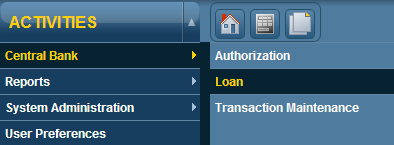 ACTIVITIES
Central Bank
Reports
System Administration
User Preferences
Authorization
Loan
Transaction Maintenance